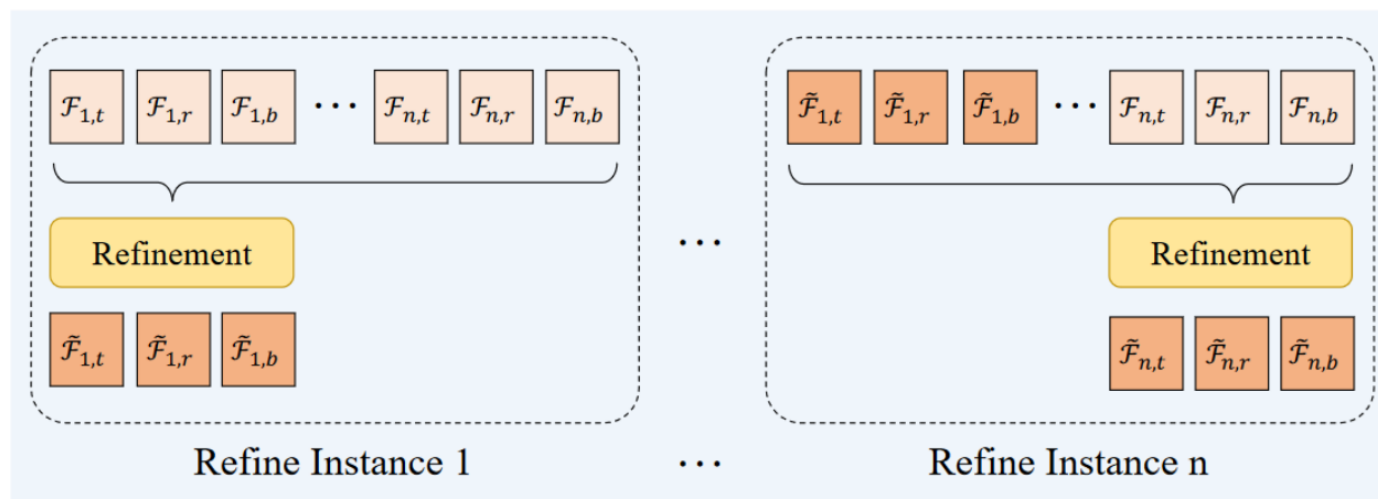 ℱ₁,ₜ ℱ₁,ᵣ ℱ₁,b ··· ℱₙ,ₜ ℱₙ,ᵣ ℱₙ,b
Refinement
ℱ̃₁,ₜ ℱ̃₁,ᵣ ℱ̃₁,b
Refine Instance 1
···
···
ℱ̃₁,ₜ ℱ̃₁,ᵣ ℱ̃₁,b ··· ℱₙ,ₜ ℱₙ,ᵣ ℱₙ,b
Refinement
ℱ̃ₙ,ₜ ℱ̃ₙ,ᵣ ℱ̃ₙ,b
Refine Instance n